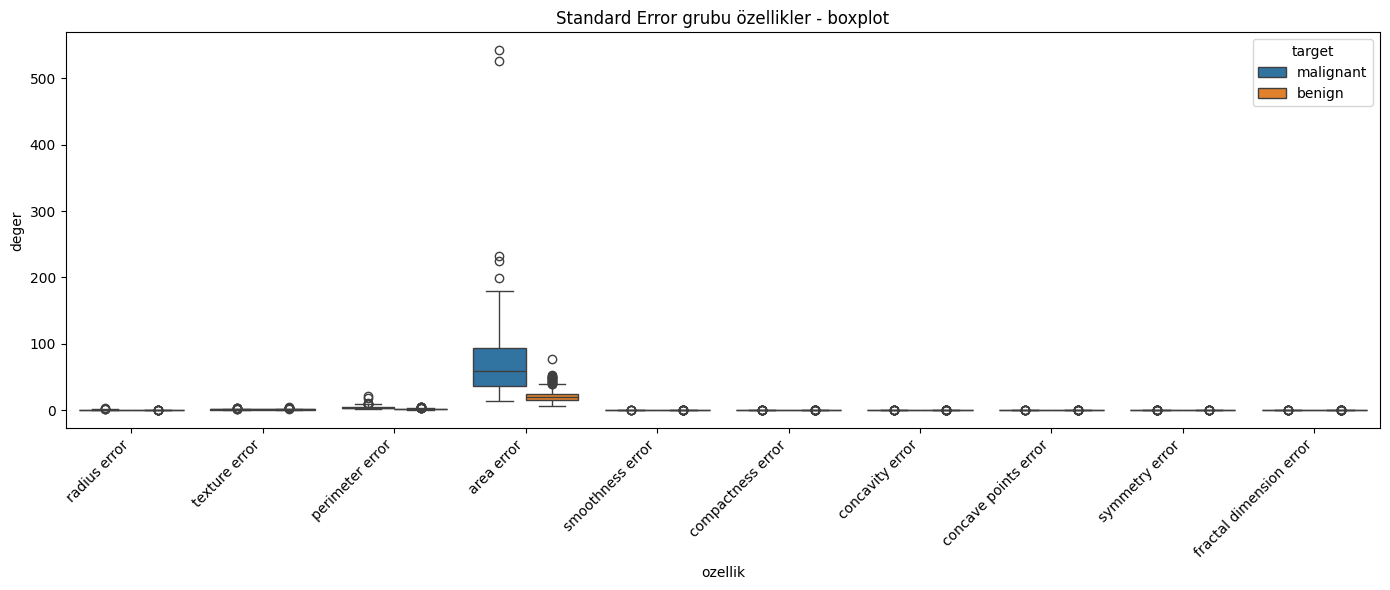 Standard Error grubu özellikler - boxplot
target
malignant
benign
deger
500
400
300
200
100
0
radius error
texture error
perimeter error
area error
smoothness error
compactness error
concavity error
concave points error
symmetry error
fractal dimension error
ozellik